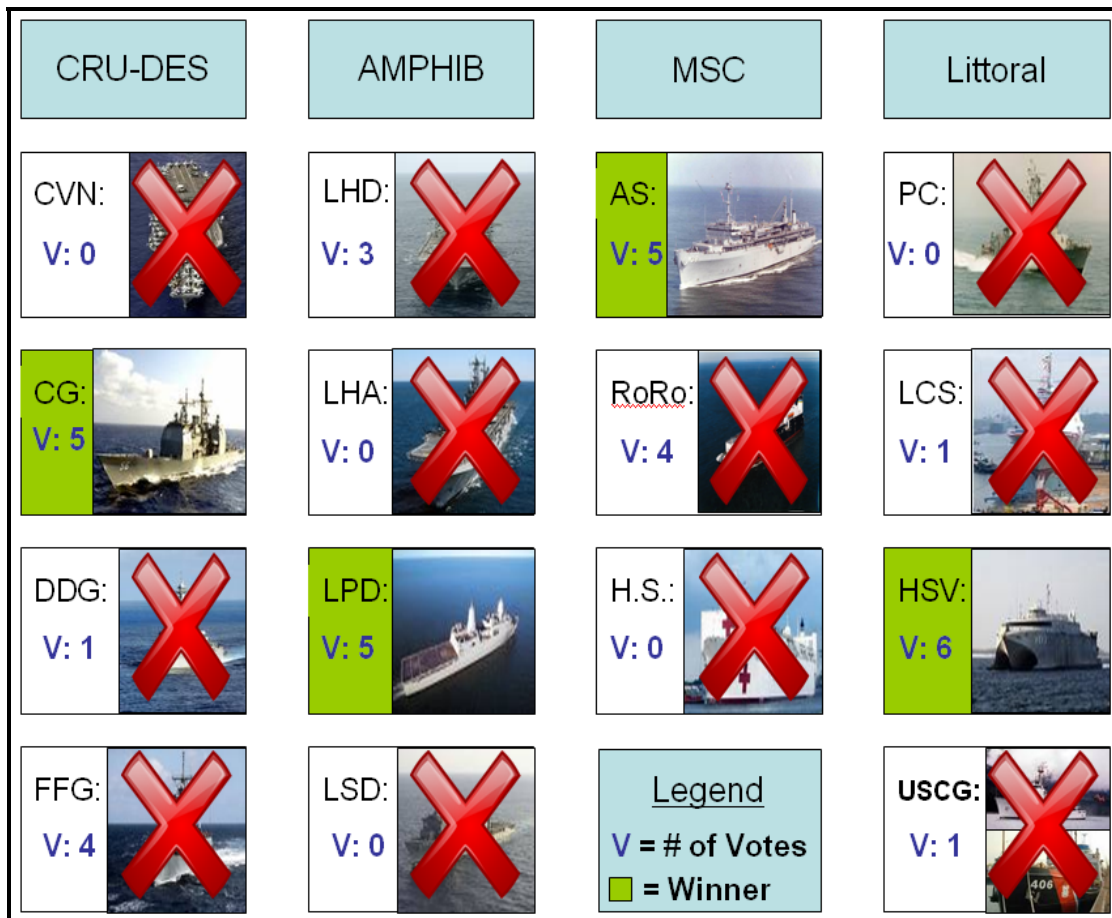 CRU-DES
AMPHIB
MSC
Littoral
CVN:
V: 0
LHD:
V: 3
AS:
V: 5
PC:
V: 0
CG:
V: 5
LHA:
V: 0
RoRo:
V: 4
LCS:
V: 1
DDG:
V: 1
LPD:
V: 5
H.S.:
V: 0
HSV:
V: 6
FFG:
V: 4
LSD:
V: 0
Legend
V = # of Votes
= Winner
USCG:
V: 1
406